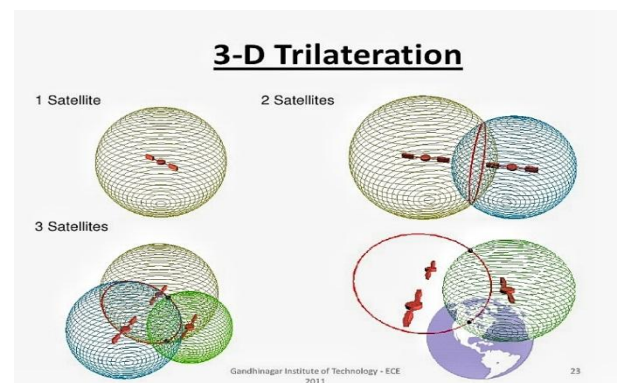 3-D Trilateration
1 Satellite
2 Satellites
3 Satellites
Gandhinagar Institute of Technology - ECE
2011
23